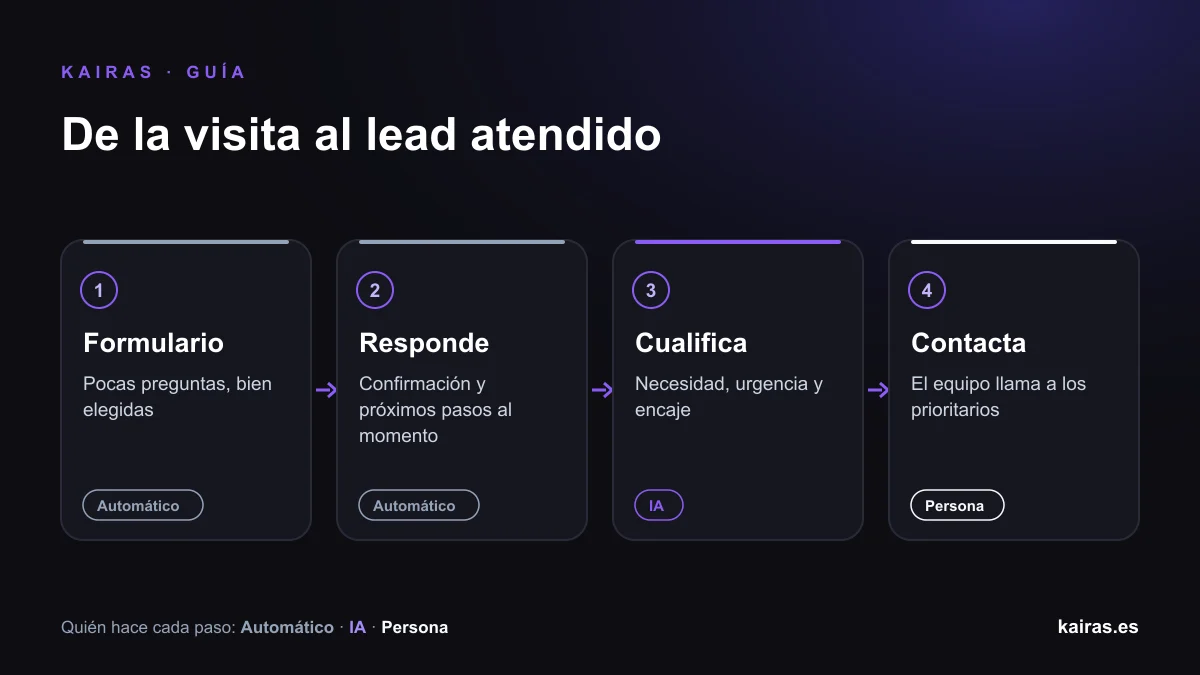 KAIRAS · GUÍA
De la visita al lead atendido
1
Formulario
Pocas preguntas, bien
elegidas
Automático
2
Responde
Confirmación y
próximos pasos al
momento
Automático
3
Cualifica
Necesidad, urgencia y
encaje
IA
4
Contacta
El equipo llama a los
prioritarios
Persona
Quién hace cada paso: Automático · IA · Persona
kairas.es